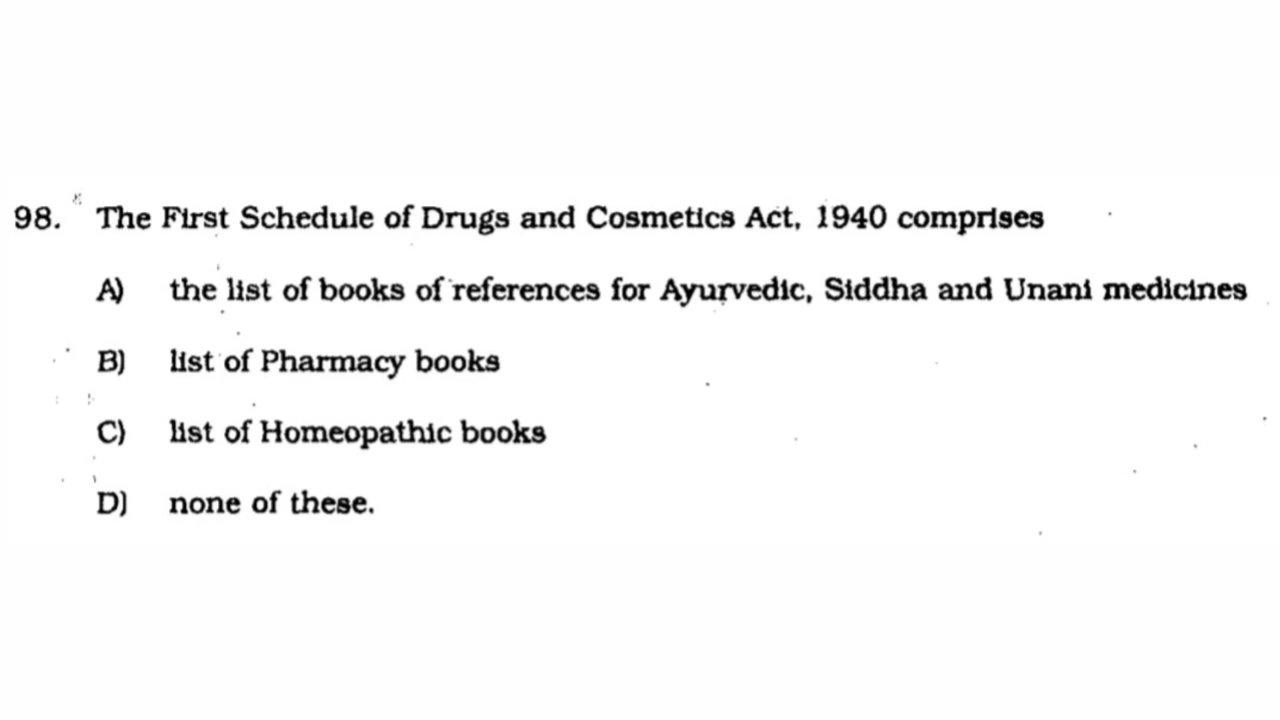 98. The First Schedule of Drugs and Cosmetics Act, 1940 comprises
A) the list of books of references for Ayurvedic, Siddha and Unani medicines
B) list of Pharmacy books
C) list of Homeopathic books
D) none of these.